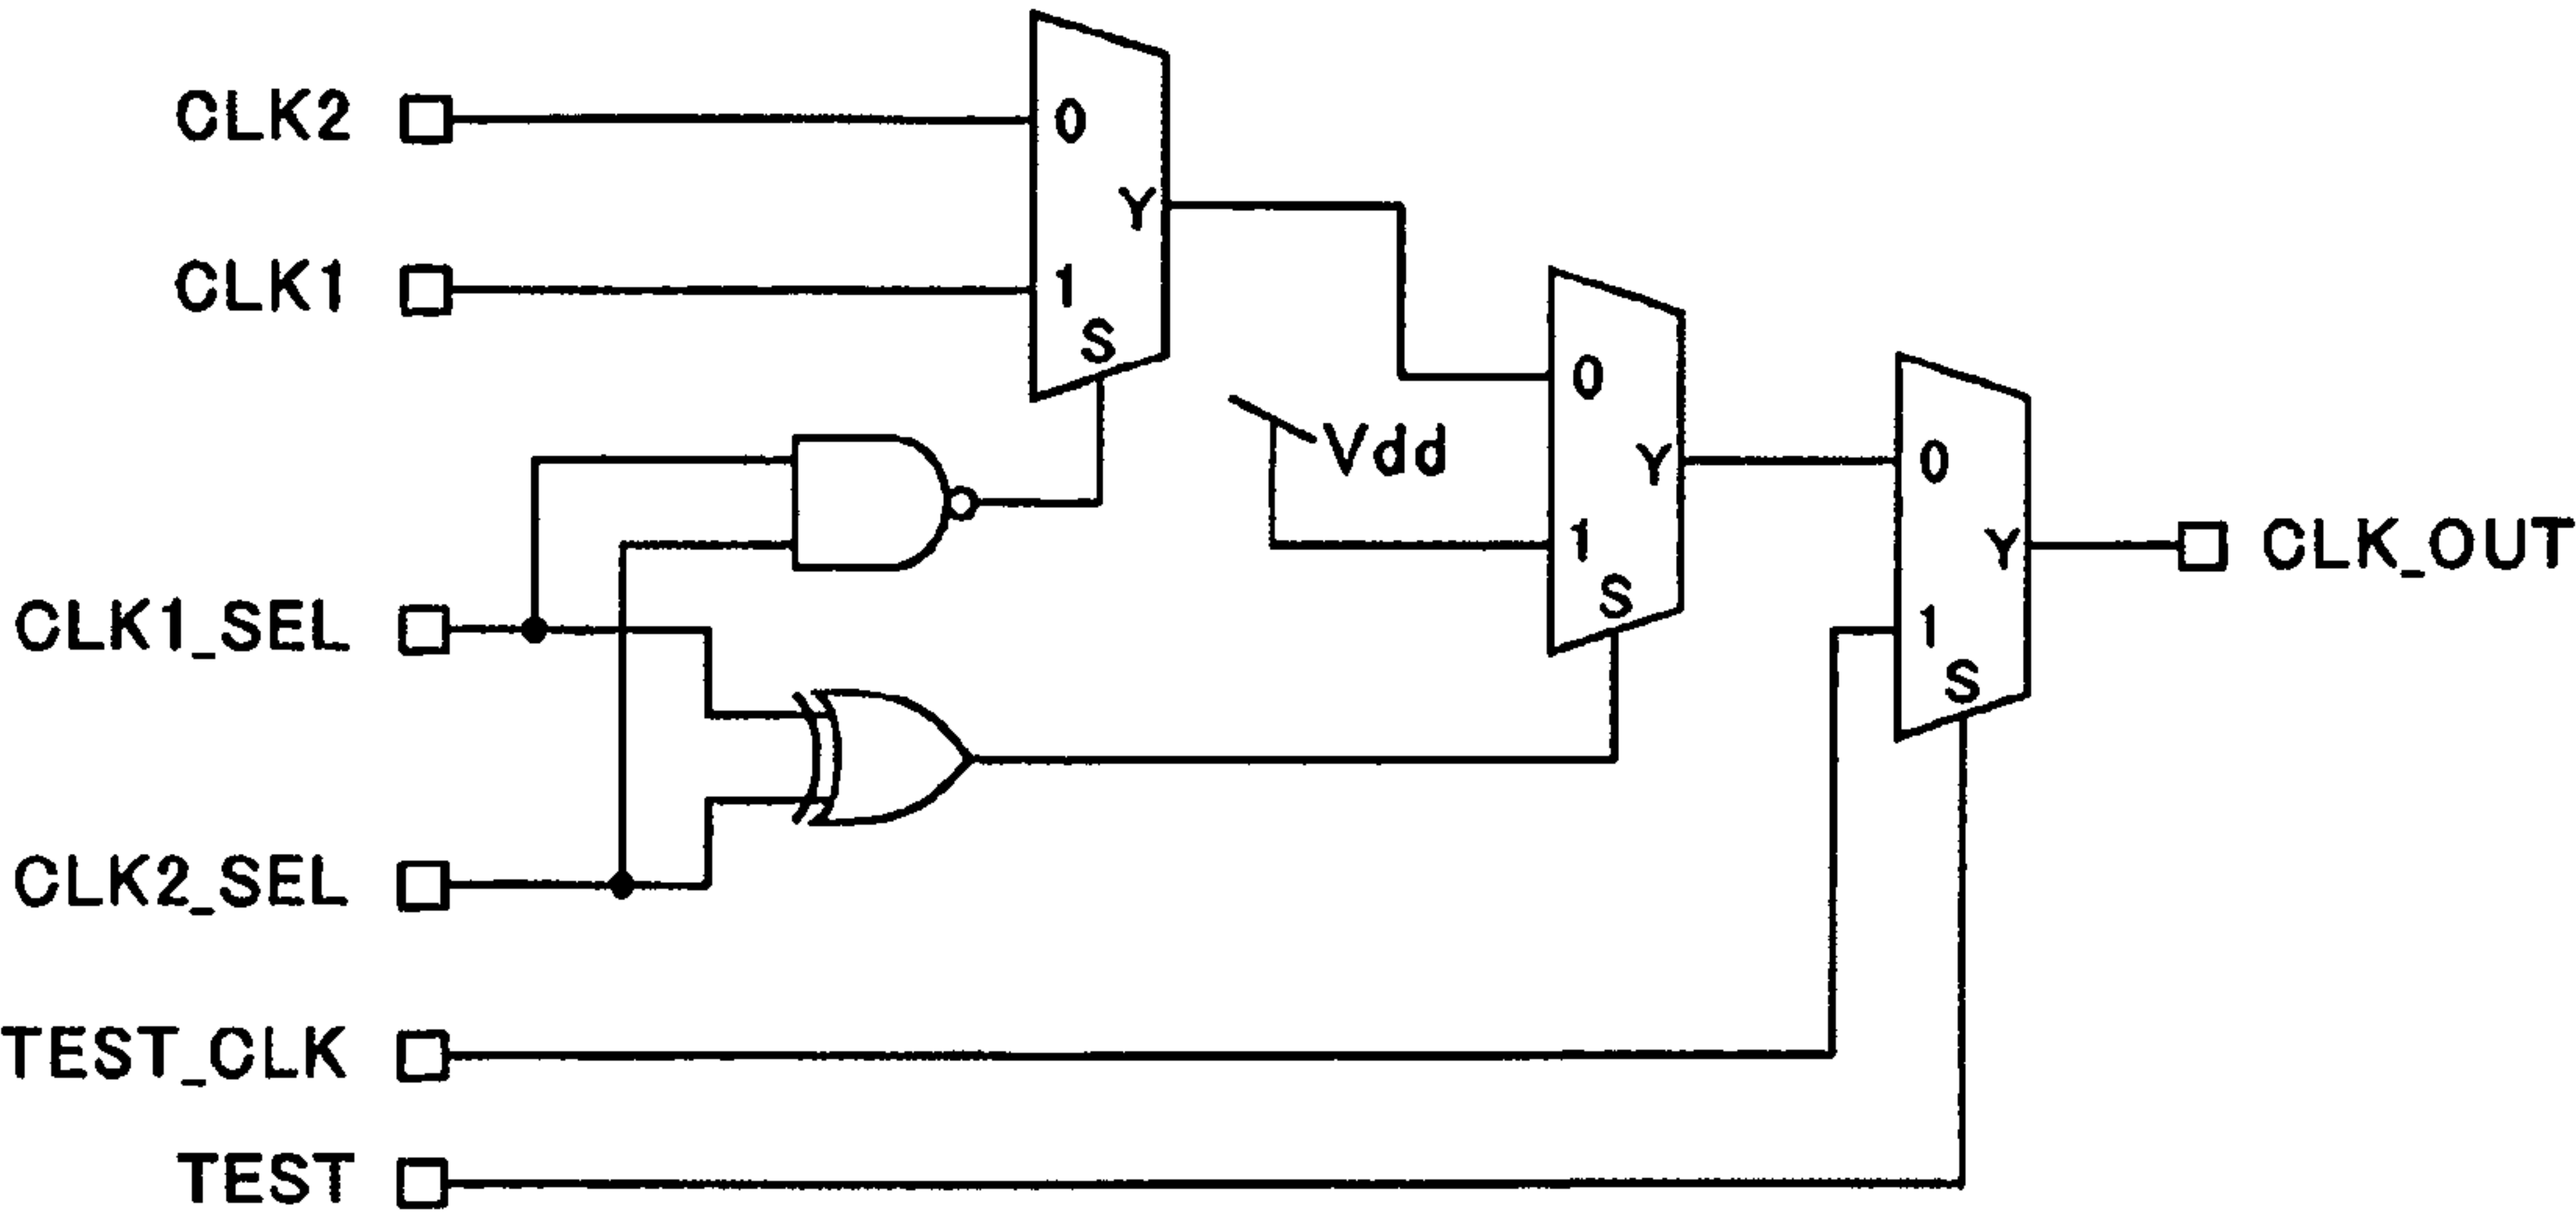 CLK2
0
Y
CLK1
1
S
0
Vdd
Y
0
1
Y
CLK_OUT
S
CLK1_SEL
1
S
CLK2_SEL
TEST_CLK
TEST